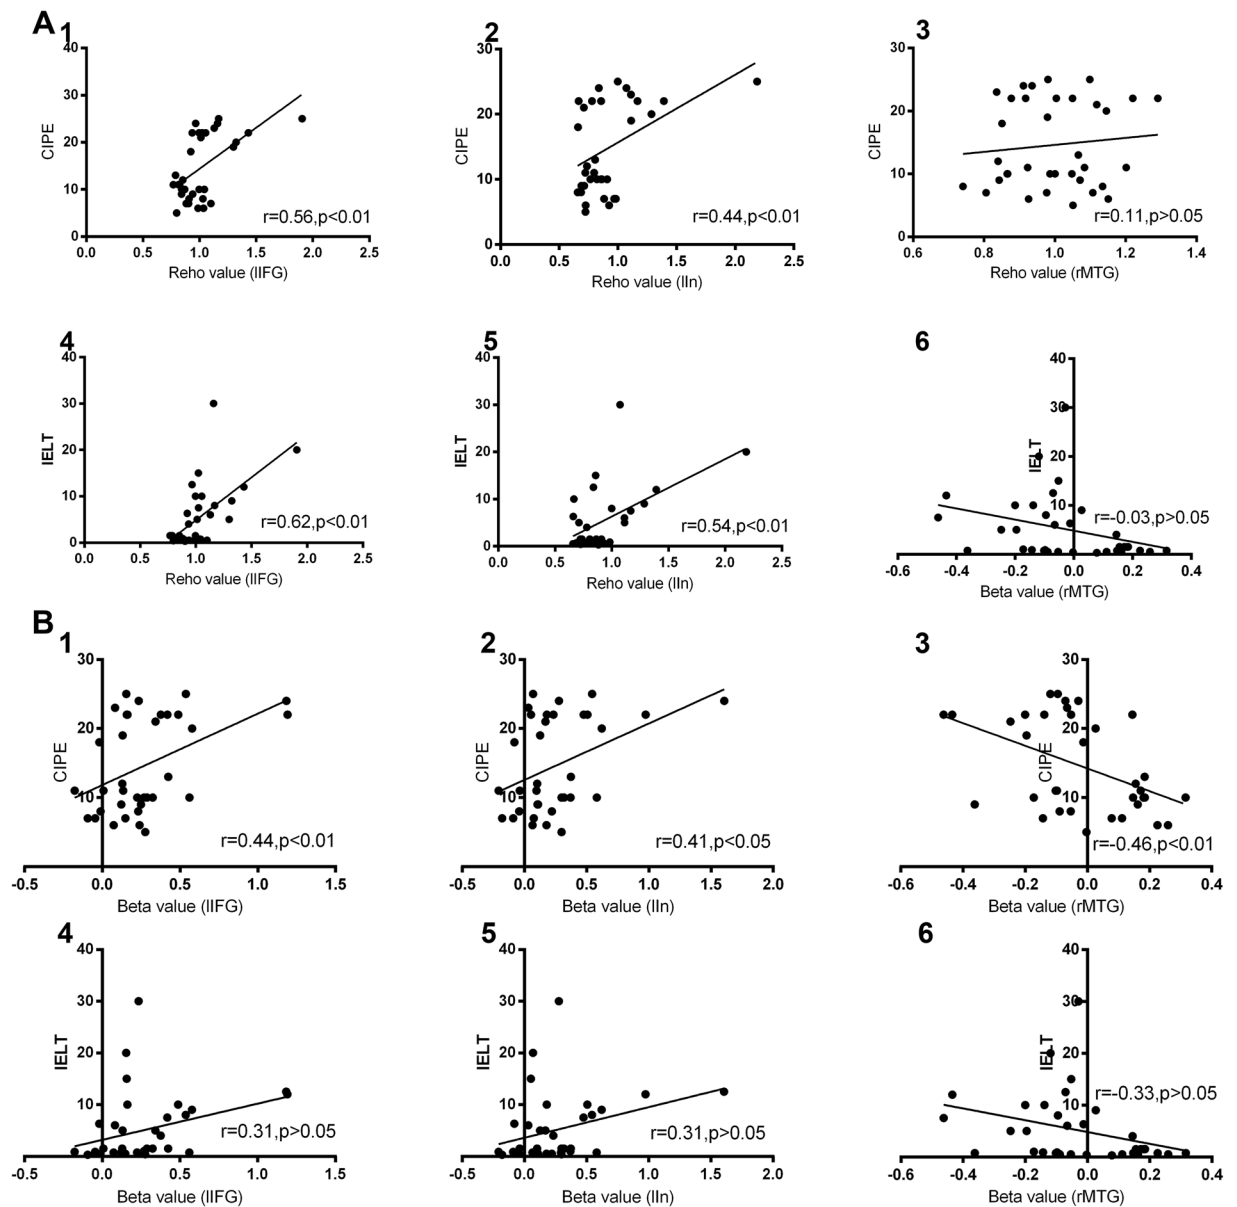 A
1
40
30
20
10
0
CIPE
r=0.56,p<0.01
0.0 0.5 1.0 1.5 2.0 2.5
Reho value (lIFG)
2
30
20
10
0
CIPE
r=0.44,p<0.01
0.0 0.5 1.0 1.5 2.0 2.5
Reho value (lIn)
3
30
20
10
0
CIPE
r=0.11,p>0.05
0.6 0.8 1.0 1.2 1.4
Reho value (rMTG)
4
40
30
20
10
0
IELT
r=0.62,p<0.01
0.0 0.5 1.0 1.5 2.0 2.5
Reho value (lIFG)
5
40
30
20
10
0
IELT
r=0.54,p<0.01
0.0 0.5 1.0 1.5 2.0 2.5
Reho value (lIn)
6
40
30
20
10
IELT
r=-0.03,p>0.05
-0.6 -0.4 -0.2 0.0 0.2 0.4
Beta value (rMTG)
B
1
30
20
10
CIPE
r=0.44,p<0.01
-0.5 0.0 0.5 1.0 1.5
Beta value (lIFG)
2
30
20
10
CIPE
r=0.41,p<0.05
-0.5 0.0 0.5 1.0 1.5 2.0
Beta value (lIn)
3
30
20
10
CIPE
r=-0.46,p<0.01
-0.6 -0.4 -0.2 0.0 0.2 0.4
Beta value (rMTG)
4
40
30
20
10
IELT
r=0.31,p>0.05
-0.5 0.0 0.5 1.0 1.5
Beta value (lIFG)
5
40
30
20
10
IELT
r=0.31,p>0.05
-0.5 0.0 0.5 1.0 1.5 2.0
Beta value (lIn)
6
40
30
20
10
IELT
r=-0.33,p>0.05
-0.6 -0.4 -0.2 0.0 0.2 0.4
Beta value (rMTG)